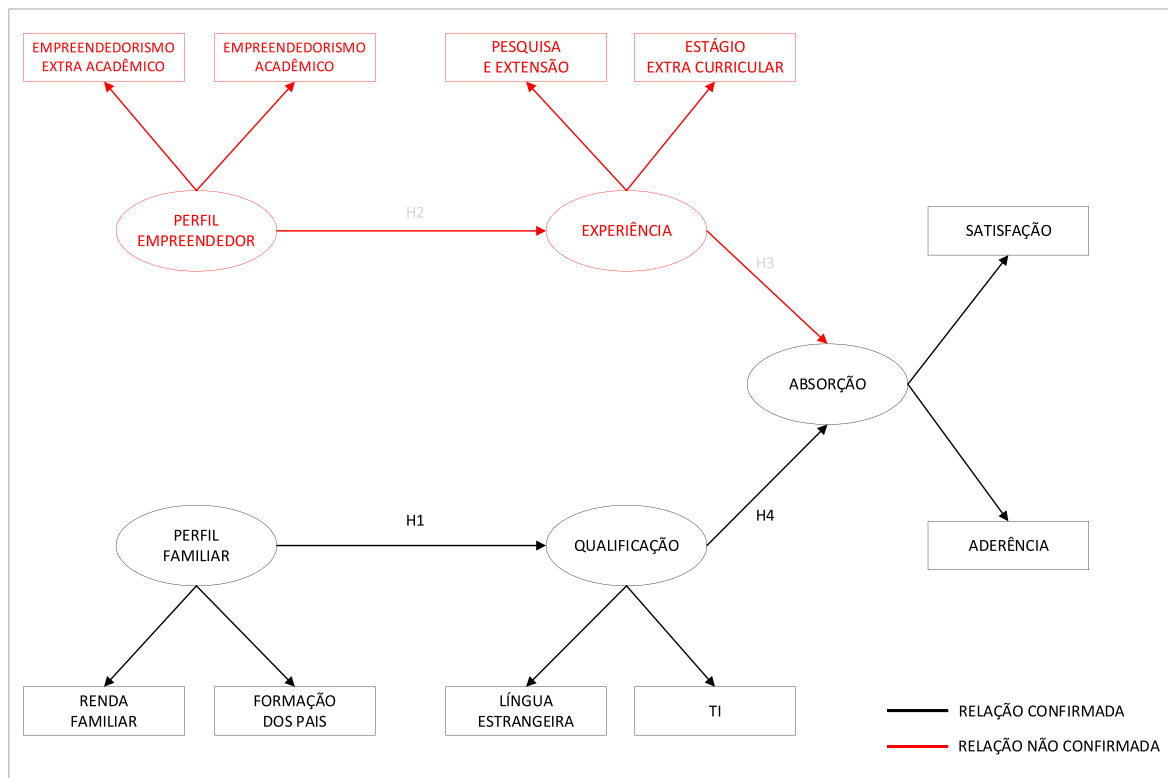 EMPREENDEDORISMO
EXTRA ACADÊMICO
EMPREENDEDORISMO
ACADÊMICO
PESQUISA
E EXTENSÃO
ESTÁGIO
EXTRA CURRICULAR
PERFIL
EMPREENDEDOR
H2
EXPERIÊNCIA
H3
SATISFAÇÃO
ABSORÇÃO
PERFIL
FAMILIAR
H1
QUALIFICAÇÃO
H4
ADERÊNCIA
RENDA
FAMILIAR
FORMAÇÃO
DOS PAIS
LÍNGUA
ESTRANGEIRA
TI
RELAÇÃO CONFIRMADA
RELAÇÃO NÃO CONFIRMADA